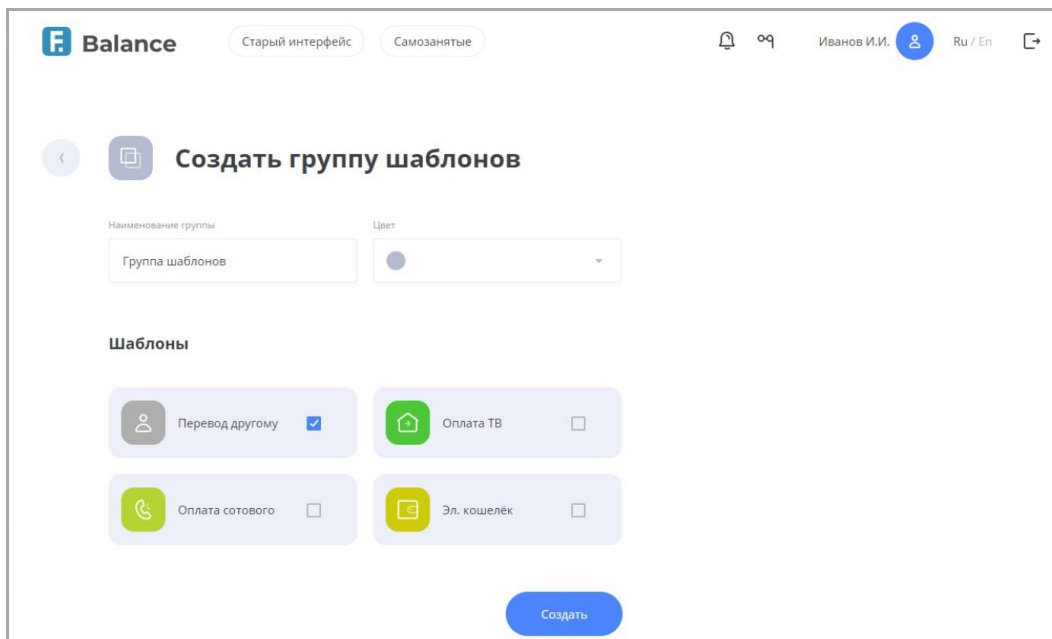 F. Balance
Старый интерфейс
Самозанятые
Иванов И.И.
Ru / En
Создать группу шаблонов
Наименование группы
Цвет
Группа шаблонов
Шаблоны
Перевод другому
Оплата ТВ
Оплата сотового
Эл. кошелёк
Создать